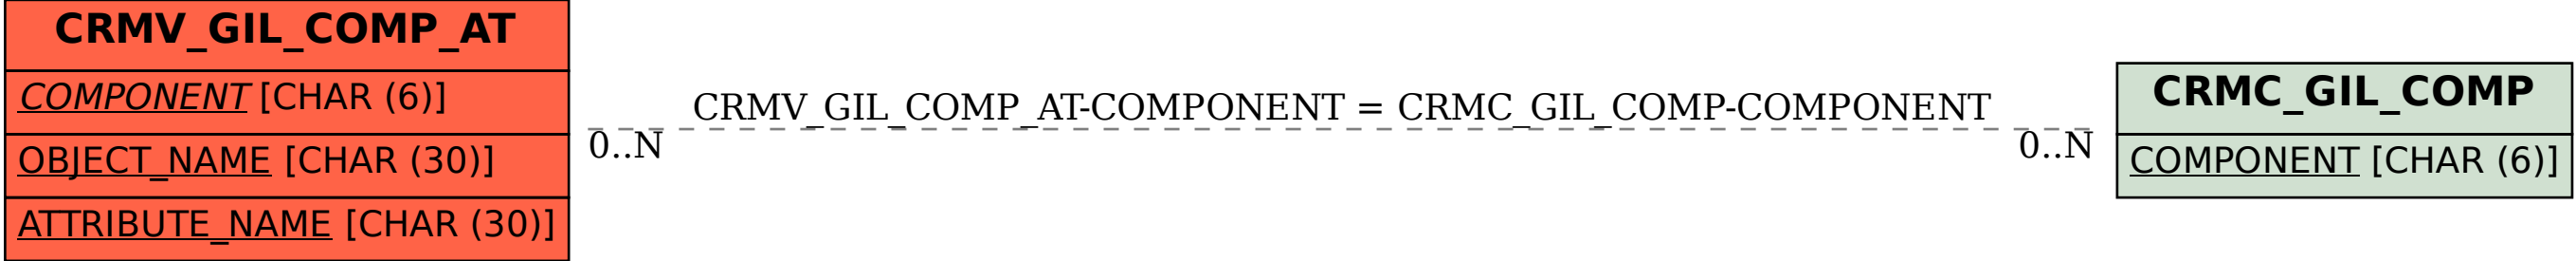 CRMV_GIL_COMP_AT
COMPONENT [CHAR (6)]
OBJECT_NAME [CHAR (30)]
ATTRIBUTE_NAME [CHAR (30)]
CRMV_GIL_COMP_AT-COMPONENT = CRMC_GIL_COMP-COMPONENT
0..N
0..N
CRMC_GIL_COMP
COMPONENT [CHAR (6)]